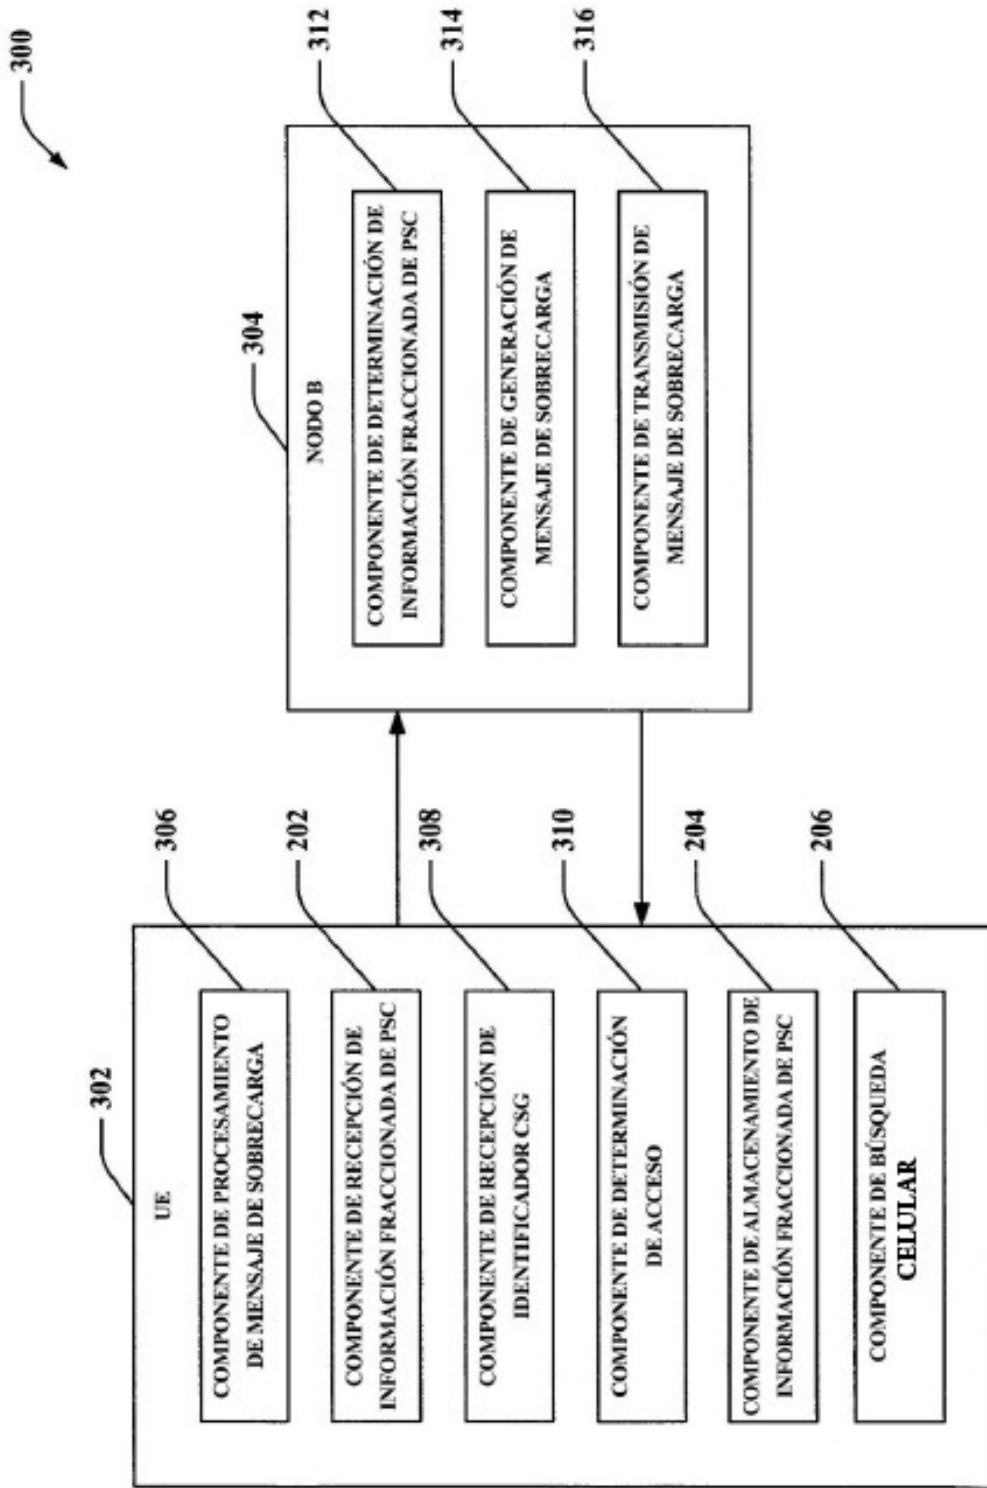 300
302
UE
COMPONENTE DE PROCESAMIENTO
DE MENSAJE DE SOBRECARGA
306
COMPONENTE DE RECEPCIÓN DE
INFORMACIÓN FRACCIONADA DE PSC
202
COMPONENTE DE RECEPCIÓN DE
IDENTIFICADOR CSG
308
COMPONENTE DE DETERMINACIÓN
DE ACCESO
310
COMPONENTE DE ALMACENAMIENTO DE
INFORMACIÓN FRACCIONADA DE PSC
204
COMPONENTE DE BÚSQUEDA
CELULAR
206
304
NODO B
COMPONENTE DE DETERMINACIÓN DE
INFORMACIÓN FRACCIONADA DE PSC
312
COMPONENTE DE GENERACIÓN DE
MENSAJE DE SOBRECARGA
314
COMPONENTE DE TRANSMISIÓN DE
MENSAJE DE SOBRECARGA
316